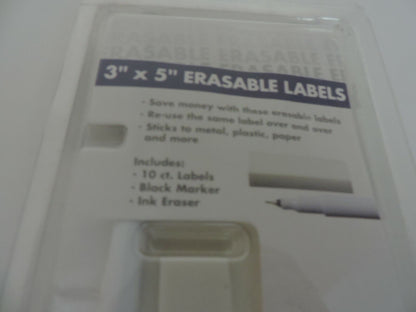 ERASABLE ERASABLE ERASABLE
3" x 5" ERASABLE LABELS
· Save money with these erasable labels
· Re-use the same label over and over
· Sticks to metal, plastic, paper
and more
Includes:
· 10 ct. Labels
· Black Marker
· Ink Eraser